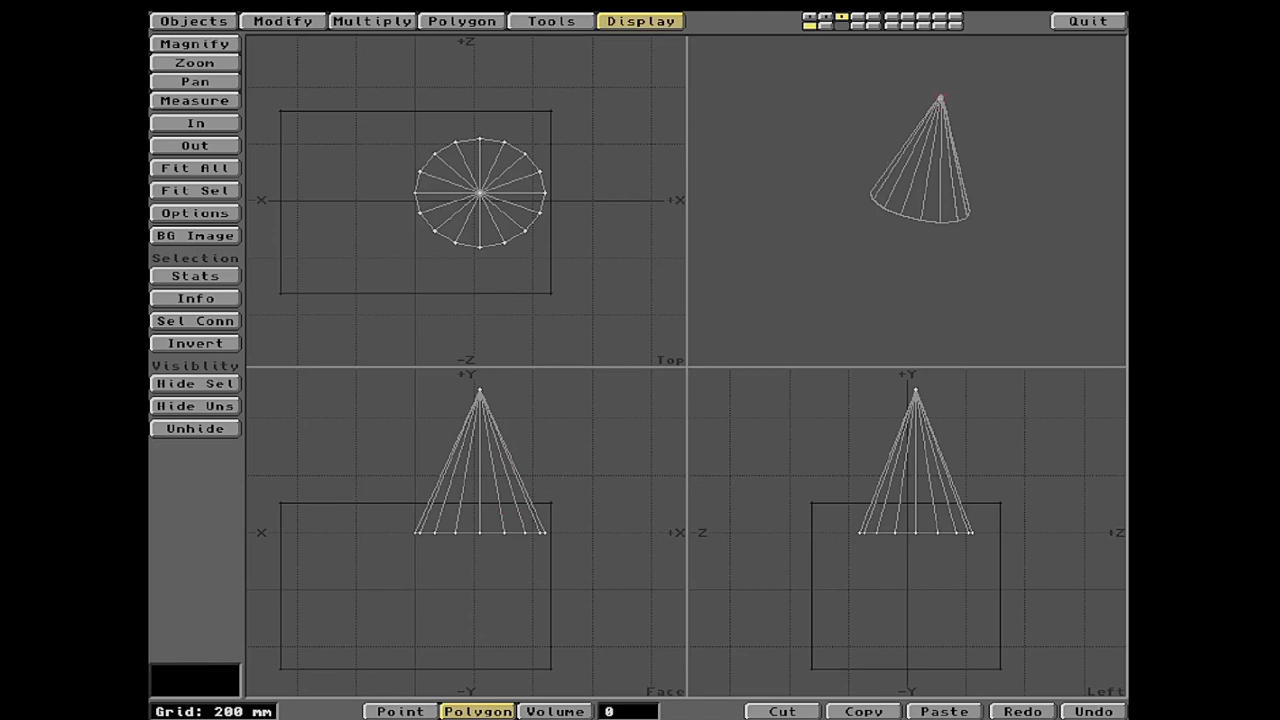 Objects Modify Multiply Polygon Tools Display Quit
Magnify
Zoom
Pan
Measure
In
Out
Fit All
Fit Sel
Options
BG Image
Selection
Stats
Info
Sel Conn
Invert
Visiblity
Hide Sel
Hide Uns
Unhide
+Z
-X +X
-Z Top
+Y
-X +X
-Y Face
+Y
-Z +Z
-Y Left
Grid: 200 mm Point Polygon Volume 0 Cut Copy Paste Redo Undo